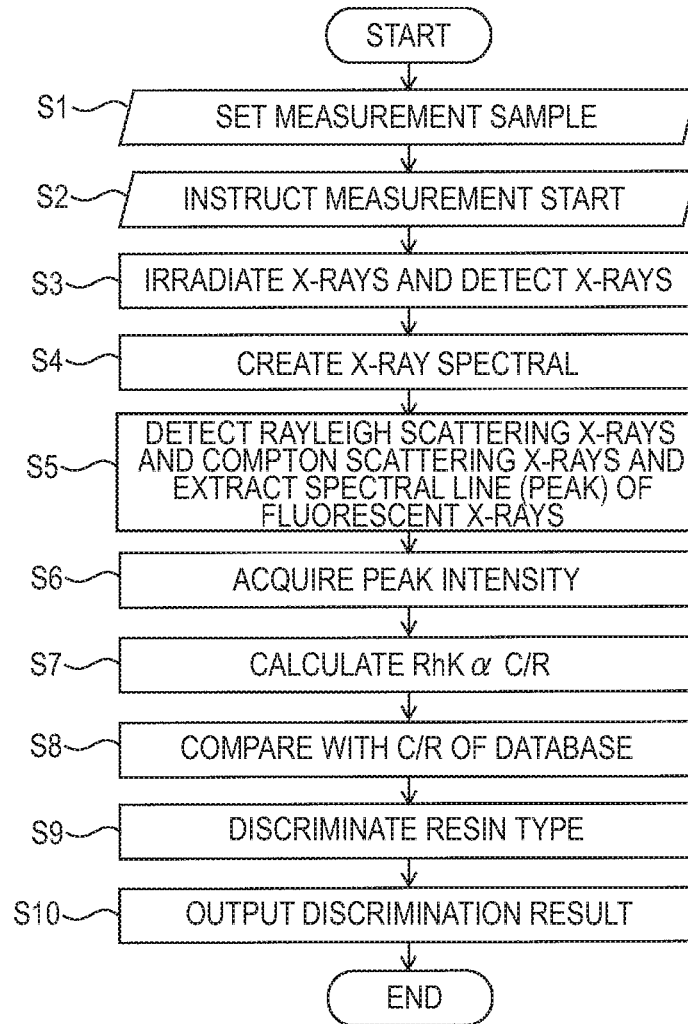 START
S1
SET MEASUREMENT SAMPLE
S2
INSTRUCT MEASUREMENT START
S3
IRRADIATE X-RAYS AND DETECT X-RAYS
S4
CREATE X-RAY SPECTRAL
S5
DETECT RAYLEIGH SCATTERING X-RAYS
AND COMPTON SCATTERING X-RAYS AND
EXTRACT SPECTRAL LINE (PEAK) OF
FLUORESCENT X-RAYS
S6
ACQUIRE PEAK INTENSITY
S7
CALCULATE RhK α C/R
S8
COMPARE WITH C/R OF DATABASE
S9
DISCRIMINATE RESIN TYPE
S10
OUTPUT DISCRIMINATION RESULT
END